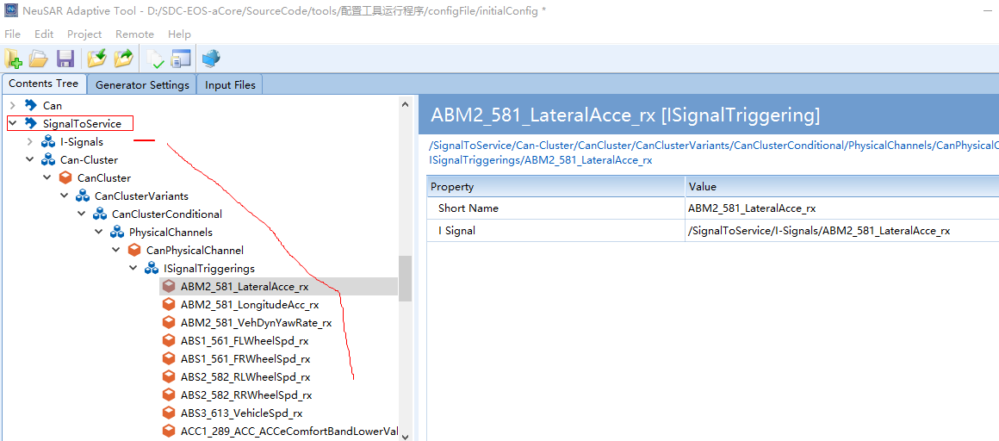 NeuSAR Adaptive Tool - D:/SDC-EOS-aCore/SourceCode/tools/配置工具运行程序/configFile/initialConfig *
File Edit Project Remote Help
Contents Tree Generator Settings Input Files
Can
SignalToService
I-Signals
Can-Cluster
CanCluster
CanClusterVariants
CanClusterConditional
PhysicalChannels
CanPhysicalChannel
ISignalTriggerings
ABM2_581_LateralAcce_rx
ABM2_581_LongitudeAcc_rx
ABM2_581_VehDynYawRate_rx
ABS1_561_FLWheelSpd_rx
ABS1_561_FRWheelSpd_rx
ABS2_582_RLWheelSpd_rx
ABS2_582_RRWheelSpd_rx
ABS3_613_VehicleSpd_rx
ACC1_289_ACC_ACCeComfortBandLowerVal
ABM2_581_LateralAcce_rx [ISignalTriggering]
/SignalToService/Can-Cluster/CanCluster/CanClusterVariants/CanClusterConditional/PhysicalChannels/CanPhysicalC
ISignalTriggerings/ABM2_581_LateralAcce_rx
Property Value
Short Name ABM2_581_LateralAcce_rx
I Signal /SignalToService/I-Signals/ABM2_581_LateralAcce_rx